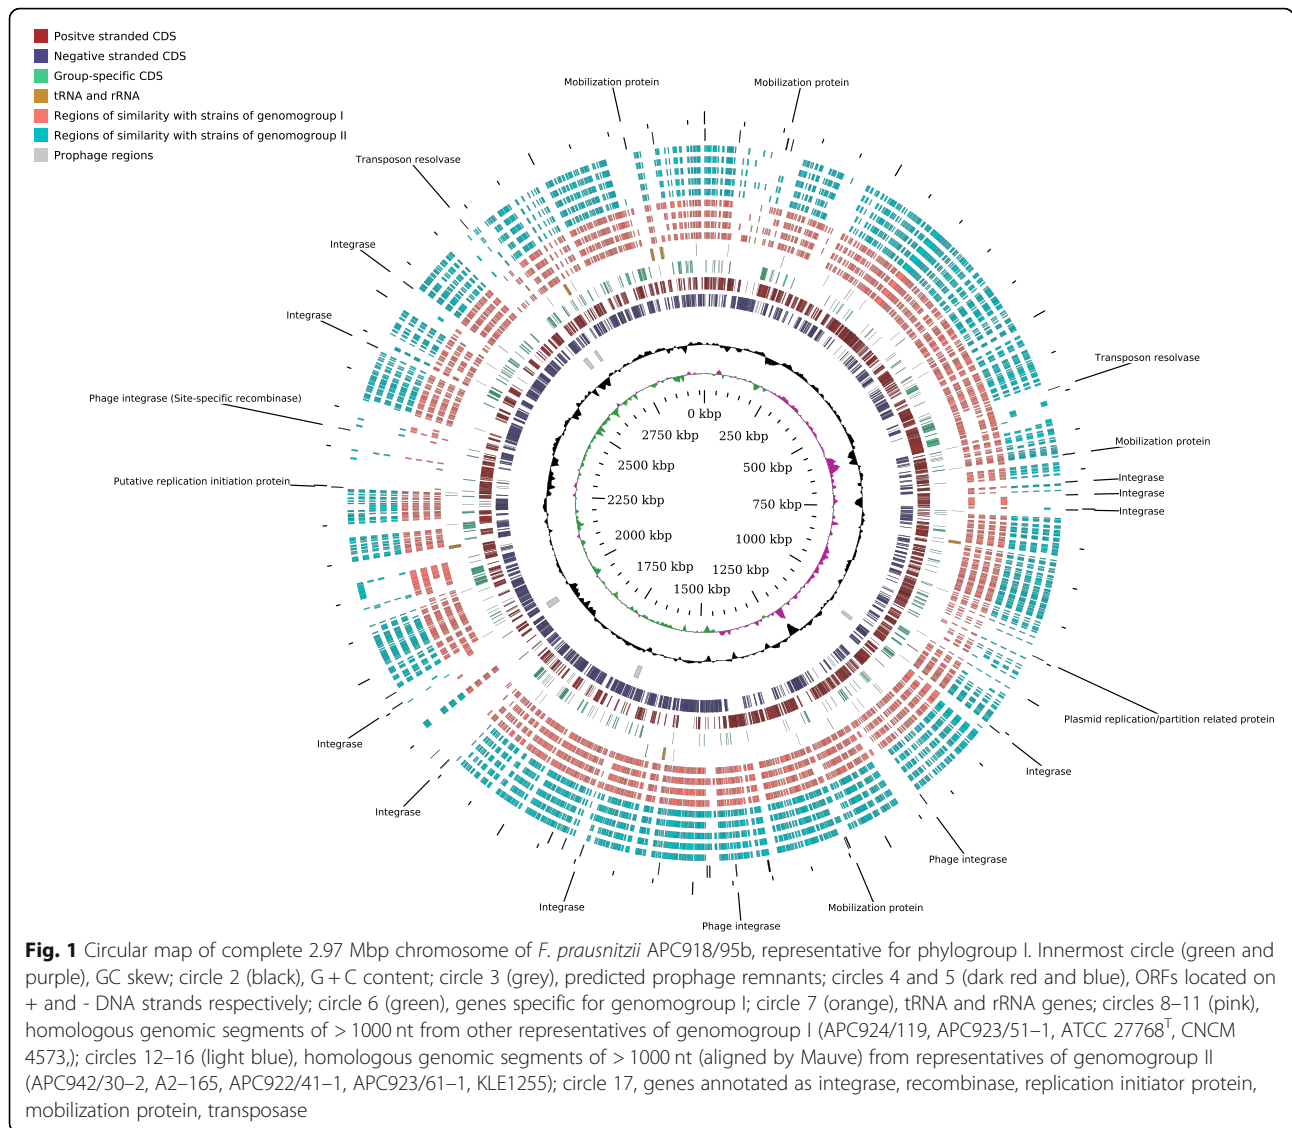 Positve stranded CDS
Negative stranded CDS
Group-specific CDS
tRNA and rRNA
Regions of similarity with strains of genomogroup I
Regions of similarity with strains of genomogroup II
Prophage regions
Mobilization protein
Mobilization protein
Transposon resolvase
Integrase
Integrase
Transposon resolvase
Phage integrase (Site-specific recombinase)
Mobilization protein
Putative replication initiation protein
Integrase
Integrase
Integrase
0 kbp
250 kbp
500 kbp
750 kbp
1000 kbp
1250 kbp
1500 kbp
1750 kbp
2000 kbp
2250 kbp
2500 kbp
2750 kbp
Plasmid replication/partition related protein
Integrase
Integrase
Integrase
Phage integrase
Integrase
Mobilization protein
Phage integrase
Fig. 1 Circular map of complete 2.97 Mbp chromosome of F. prausnitzii APC918/95b, representative for phylogroup I. Innermost circle (green and
purple), GC skew; circle 2 (black), G + C content; circle 3 (grey), predicted prophage remnants; circles 4 and 5 (dark red and blue), ORFs located on
+ and - DNA strands respectively; circle 6 (green), genes specific for genomogroup I; circle 7 (orange), tRNA and rRNA genes; circles 8–11 (pink),
homologous genomic segments of > 1000 nt from other representatives of genomogroup I (APC924/119, APC923/51–1, ATCC 27768T, CNCM
4573,); circles 12–16 (light blue), homologous genomic segments of > 1000 nt (aligned by Mauve) from representatives of genomogroup II
(APC942/30–2, A2–165, APC922/41–1, APC923/61–1, KLE1255); circle 17, genes annotated as integrase, recombinase, replication initiator protein,
mobilization protein, transposase